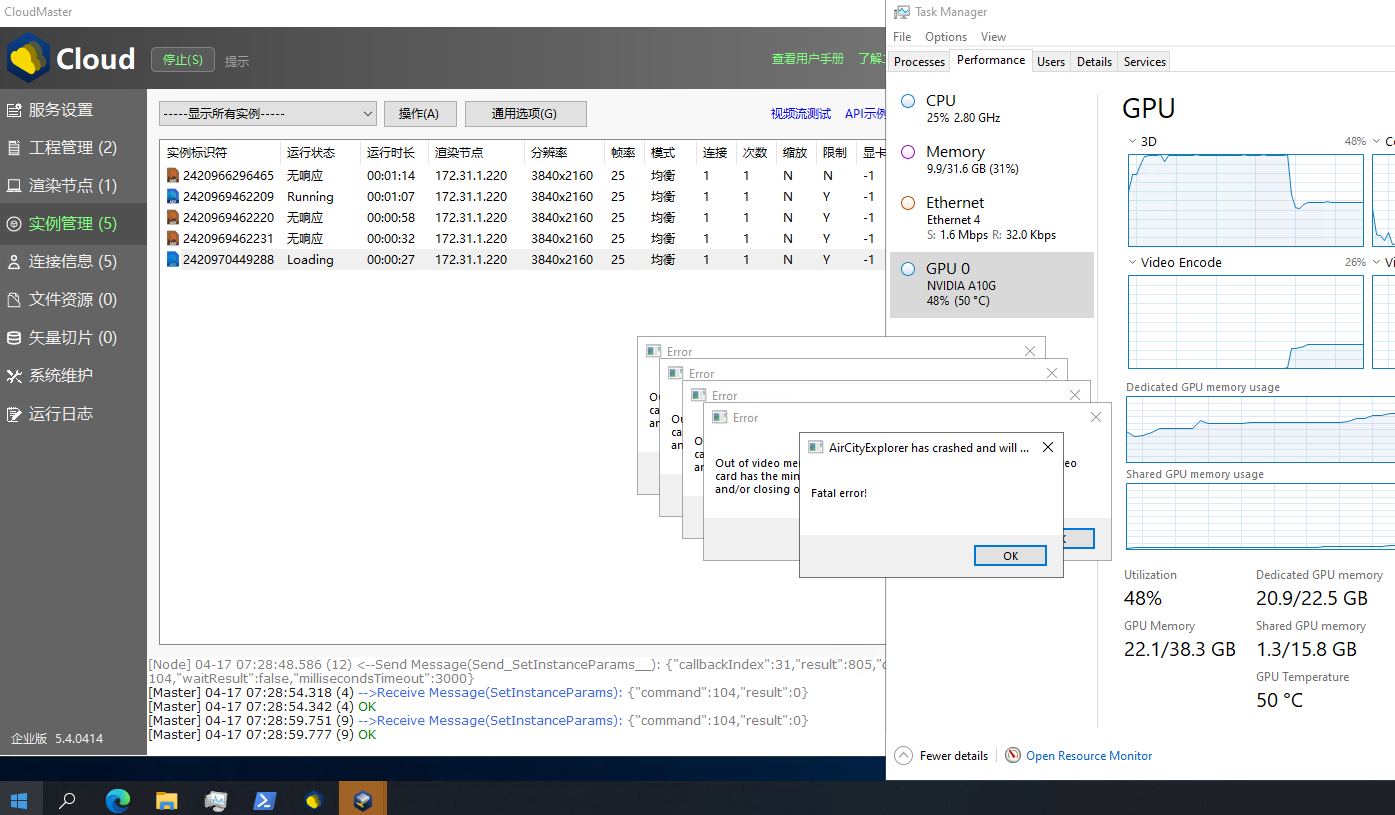 CloudMaster
Cloud
停止(S)
提示
查看用户手册
服务设置
工程管理 (2)
渲染节点 (1)
实例管理 (5)
连接信息 (5)
文件资源 (0)
矢量切片 (0)
系统维护
运行日志
企业版 5.4.0414
-----显示所有实例-----
操作(A)
通用选项(G)
视频流测试
API示例
实例标识符 运行状态 运行时长 渲染节点 分辨率 帧率 模式 连接 次数 缩放 限制 显卡
2420966296465 无响应 00:01:14 172.31.1.220 3840x2160 25 均衡 1 1 N N -1
2420969462209 Running 00:01:07 172.31.1.220 3840x2160 25 均衡 1 1 N Y -1
2420969462220 无响应 00:00:58 172.31.1.220 3840x2160 25 均衡 1 1 N Y -1
2420969462231 无响应 00:00:32 172.31.1.220 3840x2160 25 均衡 1 1 N Y -1
2420970449288 Loading 00:00:27 172.31.1.220 3840x2160 25 均衡 1 1 N Y -1
[Node] 04-17 07:28:48.586 (12) <--Send Message(Send_SetInstanceParams__): {"callbackIndex":31,"result":805,"
104,"waitResult":false,"millisecondsTimeout":3000}
[Master] 04-17 07:28:54.318 (4) -->Receive Message(SetInstanceParams): {"command":104,"result":0}
[Master] 04-17 07:28:54.342 (4) OK
[Master] 04-17 07:28:59.751 (9) -->Receive Message(SetInstanceParams): {"command":104,"result":0}
[Master] 04-17 07:28:59.777 (9) OK
Error
Error
Error
Error
Out of video
card has the
and/or closing
AirCityExplorer has crashed and will ...
Fatal error!
OK
Task Manager
File Options View
Processes Performance Users Details Services
CPU
25% 2.80 GHz
Memory
9.9/31.6 GB (31%)
Ethernet
Ethernet 4
S: 1.6 Mbps R: 32.0 Kbps
GPU 0
NVIDIA A10G
48% (50 °C)
GPU
3D 48%
Video Encode 26%
Dedicated GPU memory usage
Shared GPU memory usage
Utilization
48%
Dedicated GPU memory
20.9/22.5 GB
GPU Memory
22.1/38.3 GB
Shared GPU memory
1.3/15.8 GB
GPU Temperature
50 °C
Fewer details
Open Resource Monitor